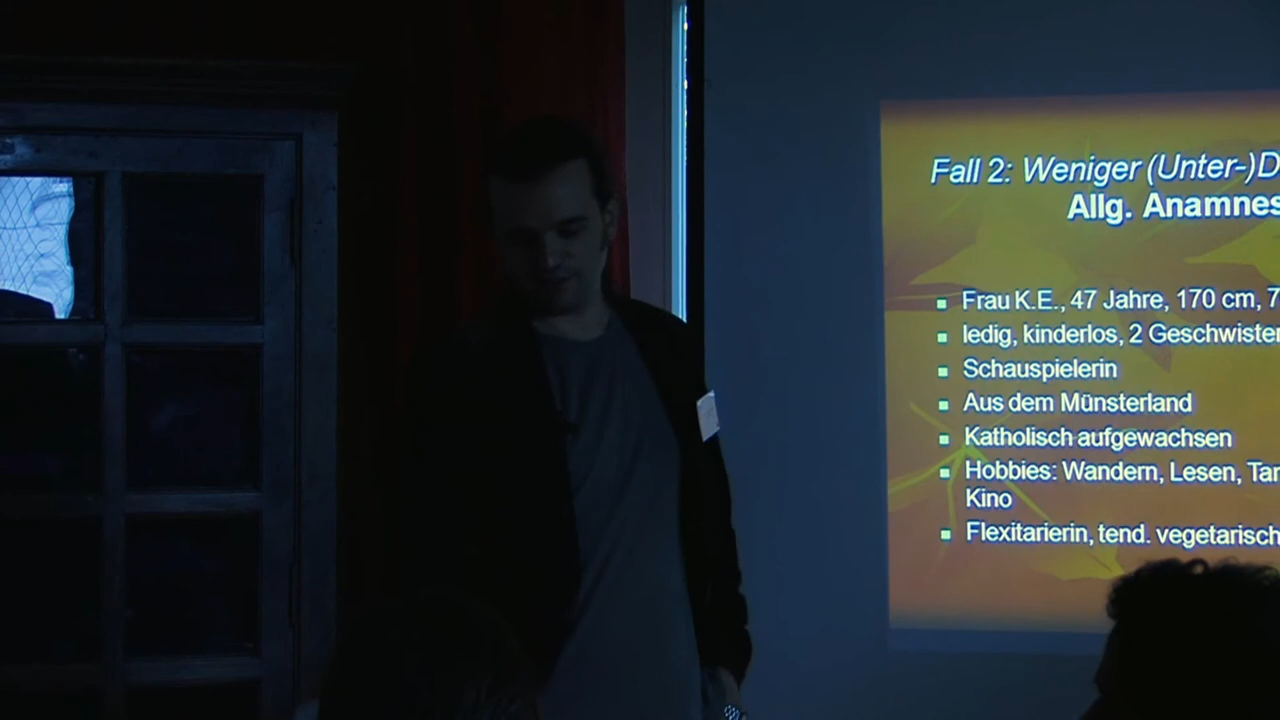 Fall 2: Weniger (Unter-)D
Allg. Anamnes
Frau K.E., 47 Jahre, 170 cm, 7
ledig, kinderlos, 2 Geschwister
Schauspielerin
Aus dem Münsterland
Katholisch aufgewachsen
Hobbies: Wandern, Lesen, Tan
Kino
Flexitarierin, tend. vegetarisch